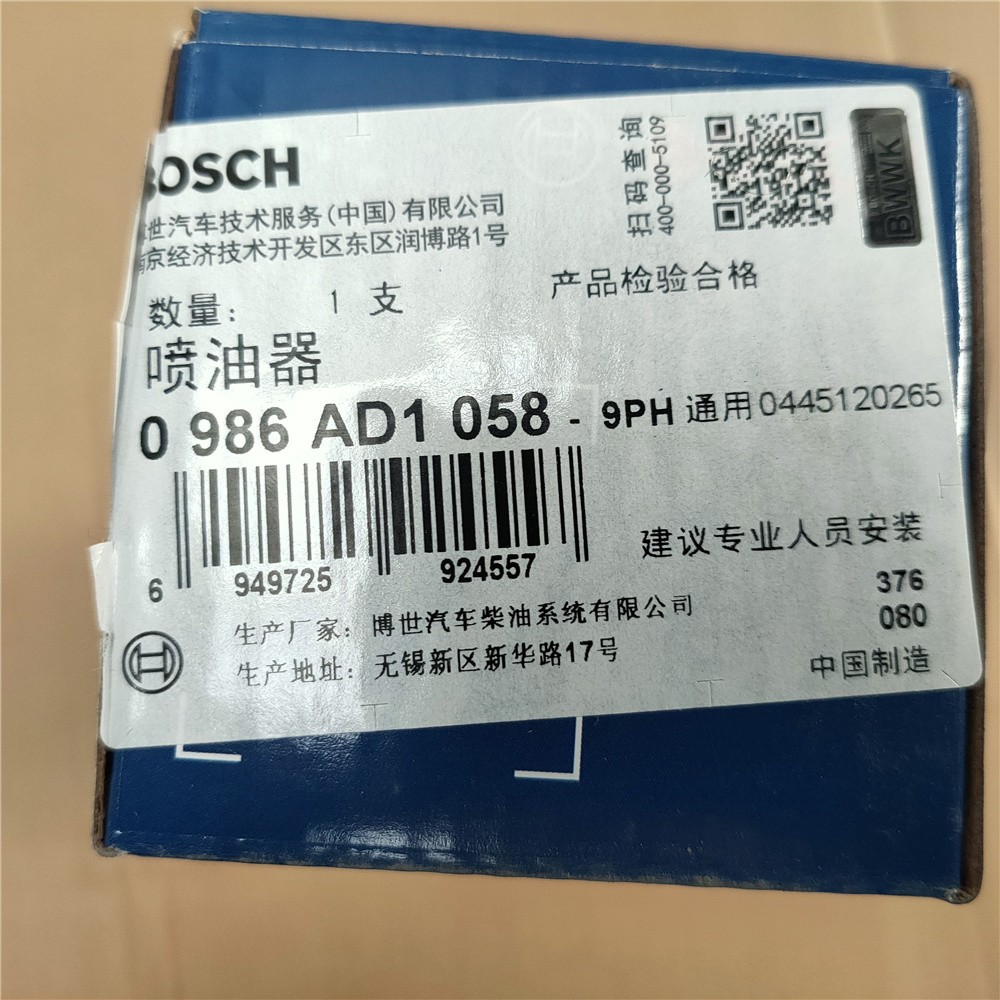 BOSCH
博世汽车技术服务(中国)有限公司
南京经济技术开发区东区润博路1号
扫码查询
400-000-5109
BWWK
数量: 1 支
产品检验合格
喷油器
0 986 AD1 058 - 9PH 通用0445120265
6 949725 924557
建议专业人员安装
376
080
生产厂家: 博世汽车柴油系统有限公司
生产地址: 无锡新区新华路17号
中国制造